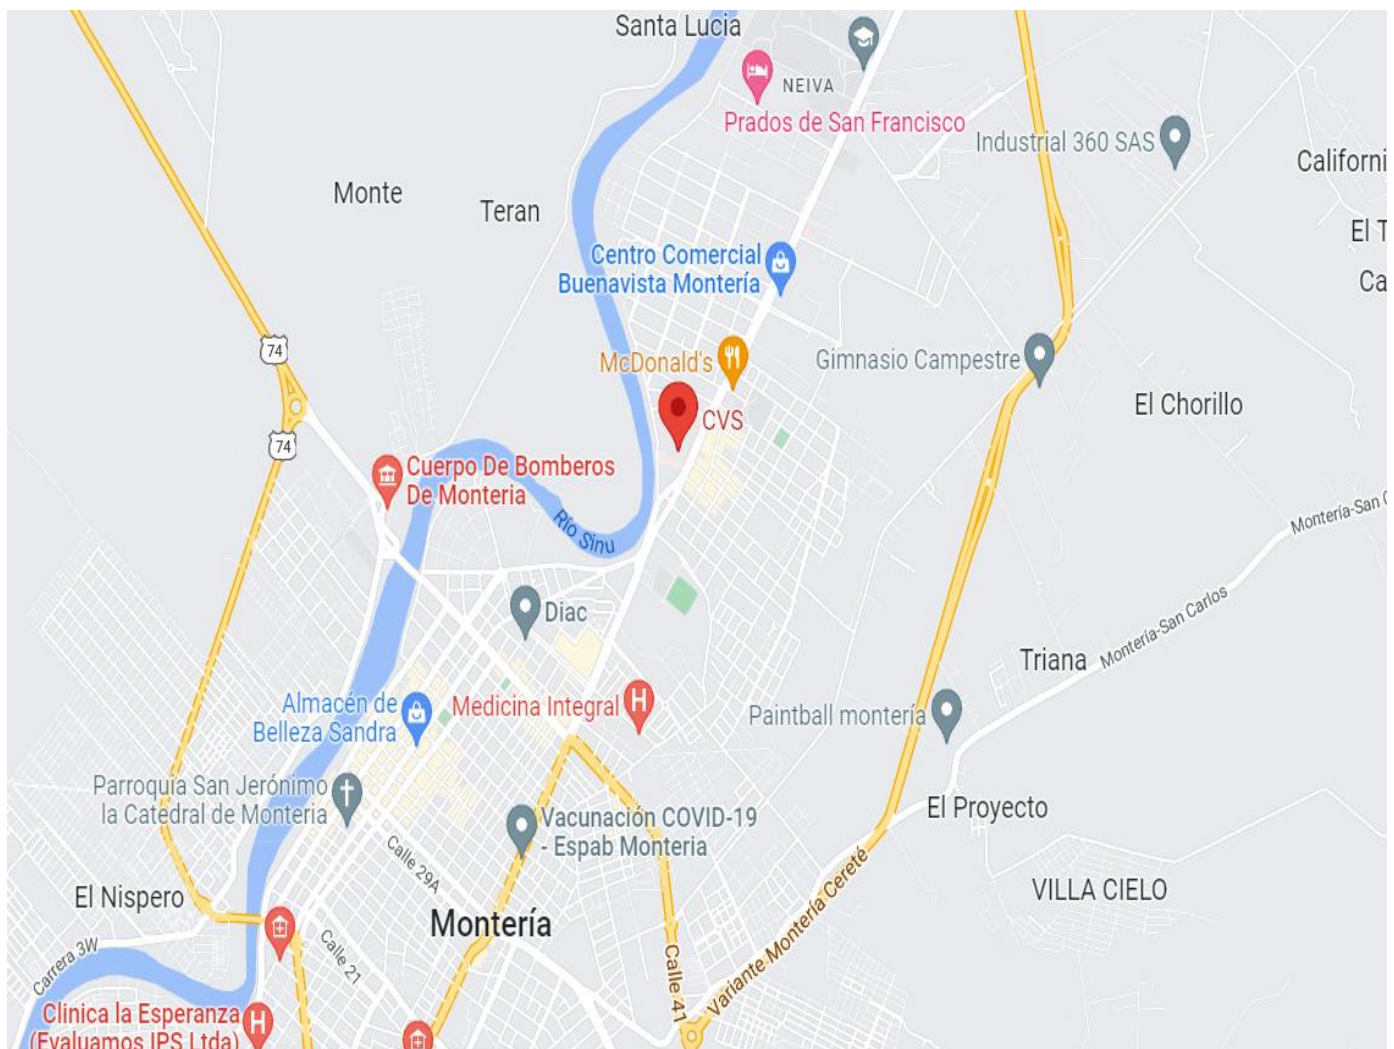 Santa Lucia
NEIVA
Prados de San Francisco
Industrial 360 SAS
Californi
Monte
Teran
El T
Ca
Centro Comercial
Buenavista Montería
74
McDonald's
Gimnasio Campestre
El Chorillo
CVS
74
Cuerpo De Bomberos
De Monteria
Río Sinu
Montería-San C
Diac
Montería-San Carlos
Triana
Medicina Integral
Almacén de
Belleza Sandra
Paintball montería
Parroquia San Jerónimo
la Catedral de Monteria
El Proyecto
Vacunación COVID-19
- Espab Monteria
Calle 29A
Variante Montería Cereté
VILLA CIELO
El Nispero
Montería
Carrera 3W
Calle 21
Calle 41
Clinica la Esperanza
(Evaluamos IPS Ltda)
H
H